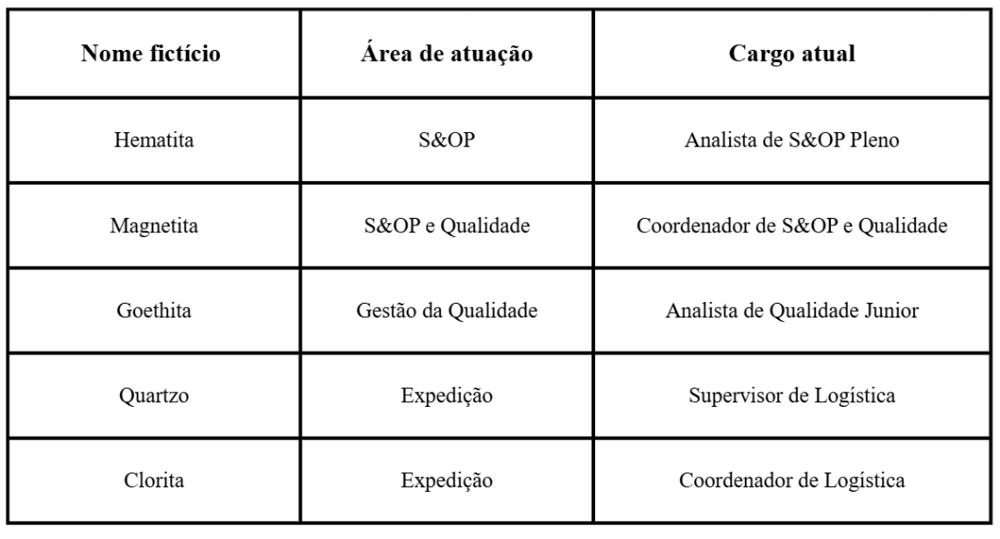 Nome fictício Área de atuação Cargo atual
Hematita S&OP Analista de S&OP Pleno
Magnetita S&OP e Qualidade Coordenador de S&OP e Qualidade
Goethita Gestão da Qualidade Analista de Qualidade Junior
Quartzo Expedição Supervisor de Logística
Clorita Expedição Coordenador de Logística